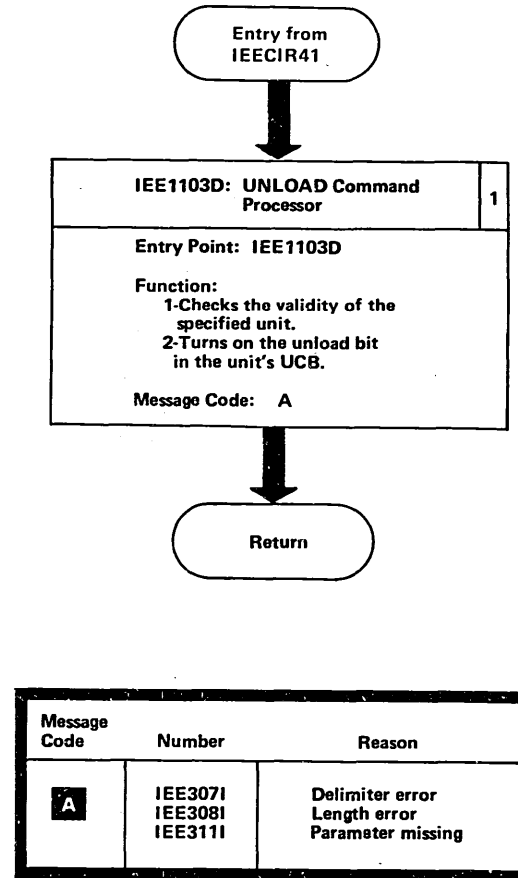 Entry from
IEECIR41
IEE1103D: UNLOAD Command
Processor
1
Entry Point: IEE1103D
Function:
1-Checks the validity of the
specified unit.
2-Turns on the unload bit
in the unit's UCB.
Message Code: A
Return
Message
Code Number Reason
A IEE307I Delimiter error
IEE308I Length error
IEE311I Parameter missing